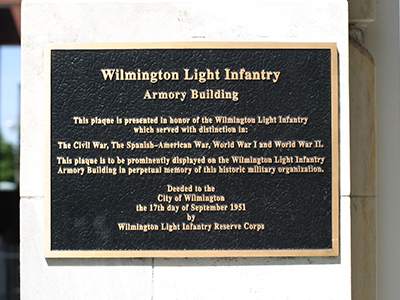 Wilmington Light Infantry
Armory Building
This plaque is presented in honor of the Wilmington Light Infantry
which served with distinction in:
The Civil War, The Spanish-American War, World War I and World War II.
This plaque is to be prominently displayed on the Wilmington Light Infantry
Armory Building in perpetual memory of this historic military organization.
Deeded to the
City of Wilmington
the 17th day of September 1951
by
Wilmington Light Infantry Reserve Corps